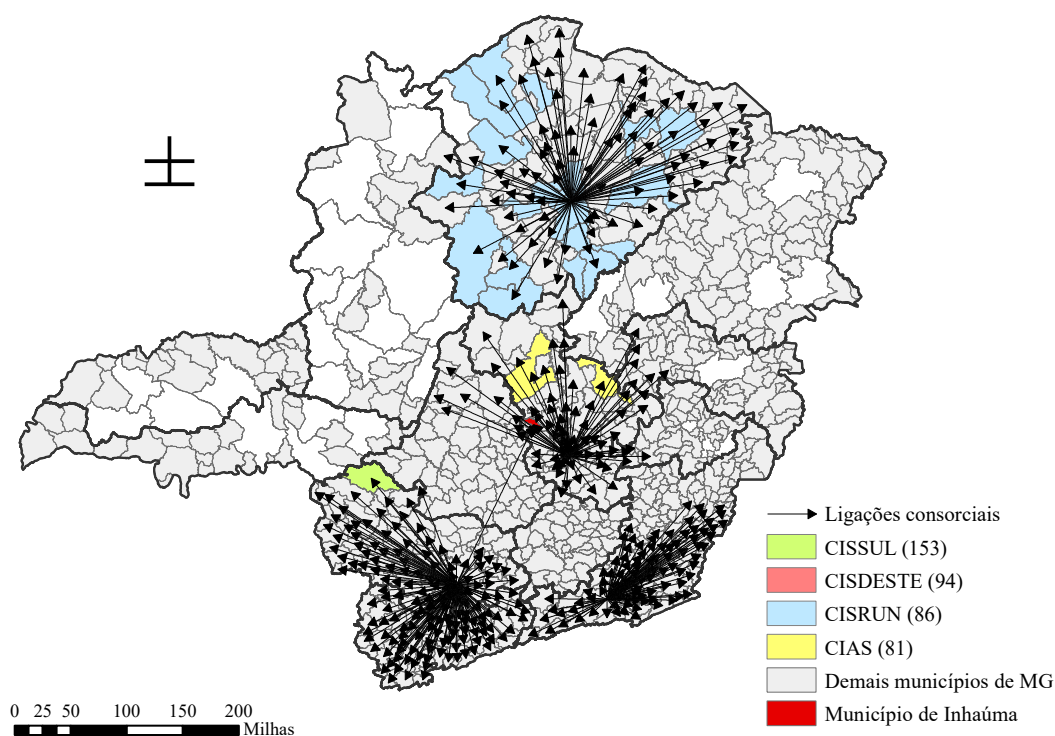 Ligações consorciais
CISSUL (153)
CISDESTE (94)
CISRUN (86)
CIAS (81)
Demais municípios de MG
Município de Inhaúma
0 25 50 100 150 200
Milhas